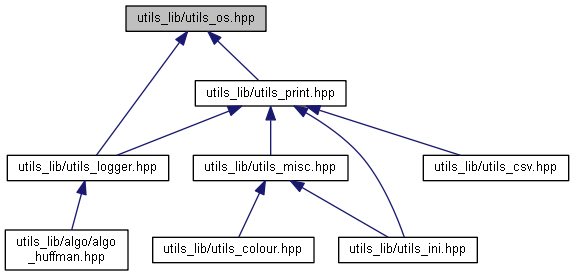 utils_lib/utils_os.hpp
utils_lib/utils_print.hpp
utils_lib/utils_logger.hpp
utils_lib/utils_misc.hpp
utils_lib/utils_csv.hpp
utils_lib/algo/algo
_huffman.hpp
utils_lib/utils_colour.hpp
utils_lib/utils_ini.hpp